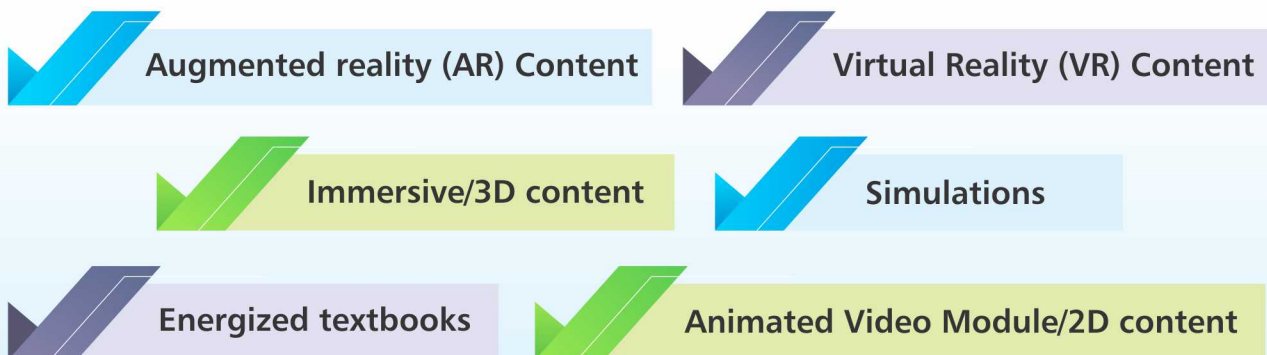 Augmented reality (AR) Content
Virtual Reality (VR) Content
Immersive/3D content
Simulations
Energized textbooks
Animated Video Module/2D content